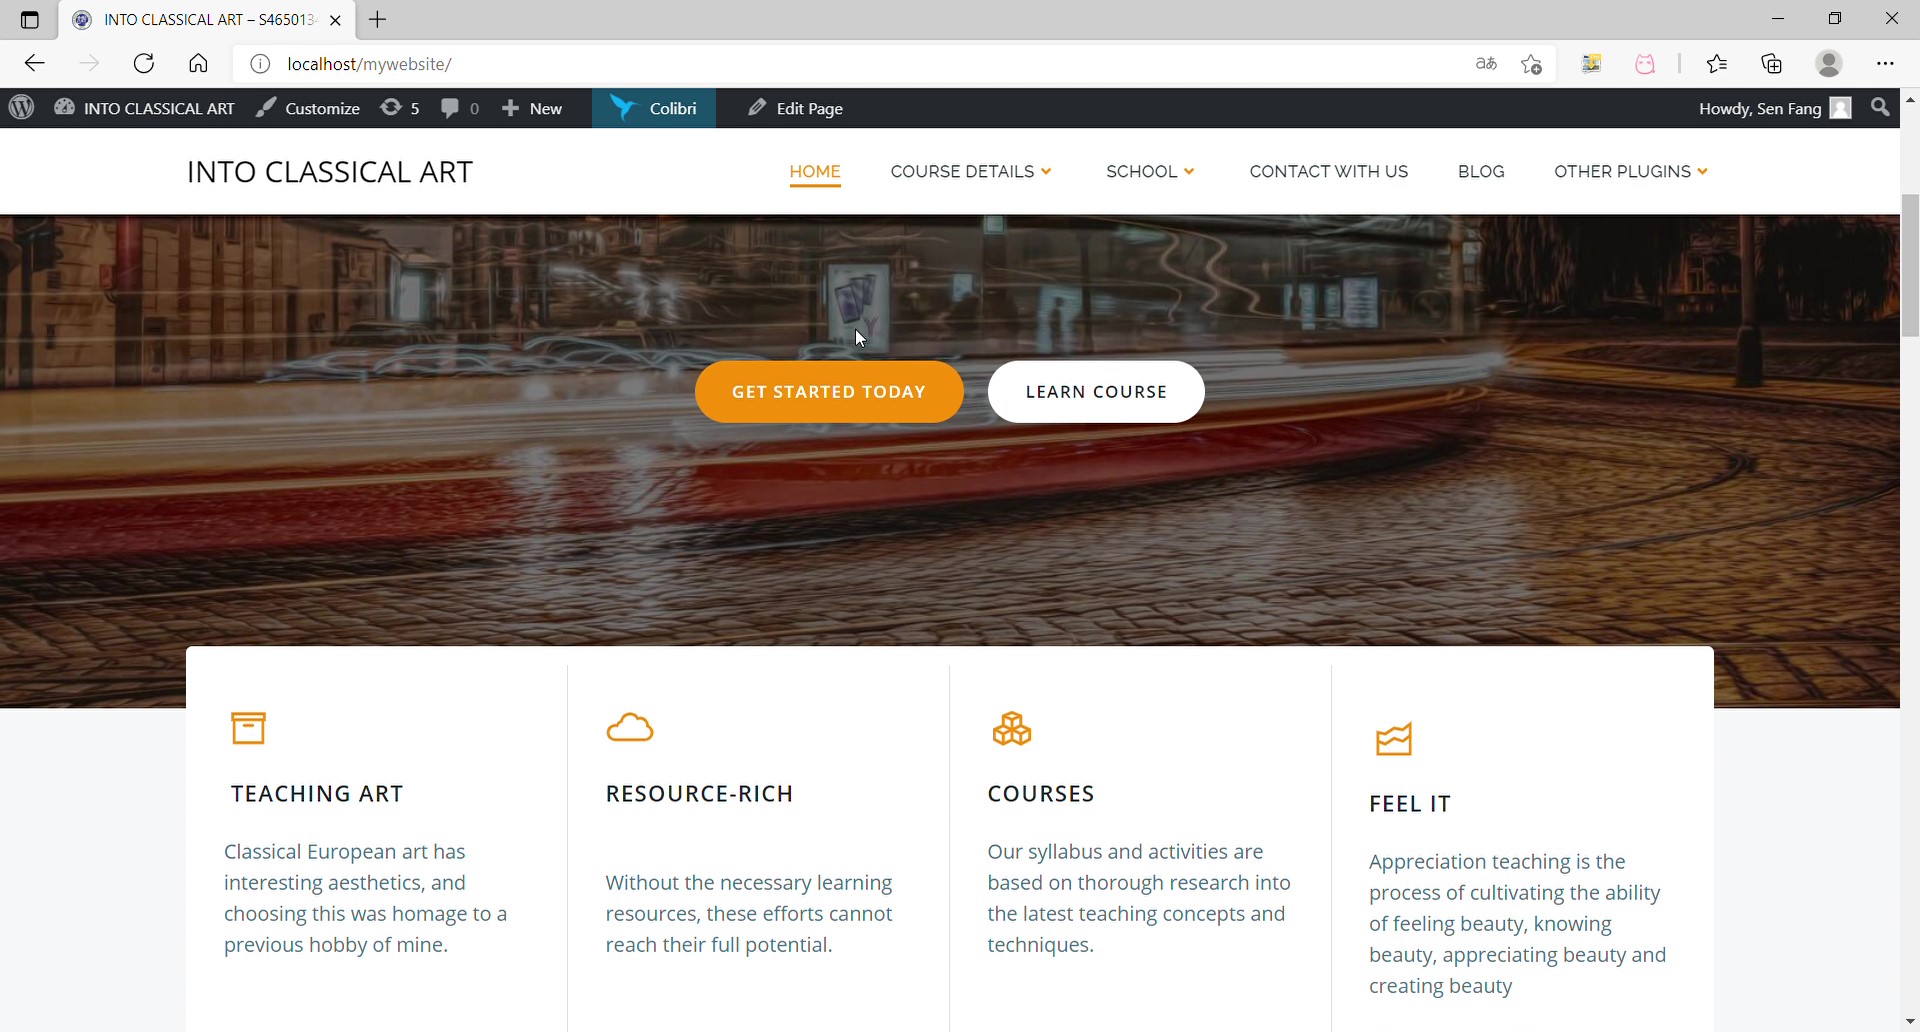 INTO CLASSICAL ART – S465013
localhost/mywebsite/
INTO CLASSICAL ART Customize 5 0 New Colibri Edit Page Howdy, Sen Fang
INTO CLASSICAL ART
HOME COURSE DETAILS SCHOOL CONTACT WITH US BLOG OTHER PLUGINS
GET STARTED TODAY LEARN COURSE
TEACHING ART
Classical European art has
interesting aesthetics, and
choosing this was homage to a
previous hobby of mine.
RESOURCE-RICH
Without the necessary learning
resources, these efforts cannot
reach their full potential.
COURSES
Our syllabus and activities are
based on thorough research into
the latest teaching concepts and
techniques.
FEEL IT
Appreciation teaching is the
process of cultivating the ability
of feeling beauty, knowing
beauty, appreciating beauty and
creating beauty